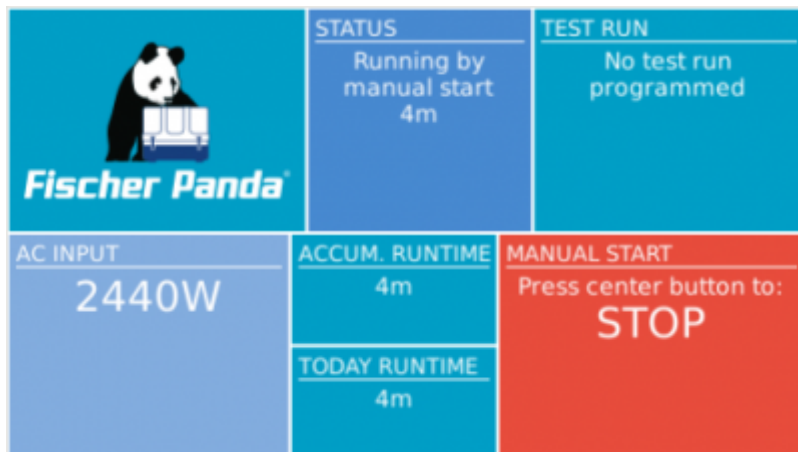 Fischer Panda®
STATUS
Running by
manual start
4m
TEST RUN
No test run
programmed
AC INPUT
2440W
ACCUM. RUNTIME
4m
TODAY RUNTIME
4m
MANUAL START
Press center button to:
STOP